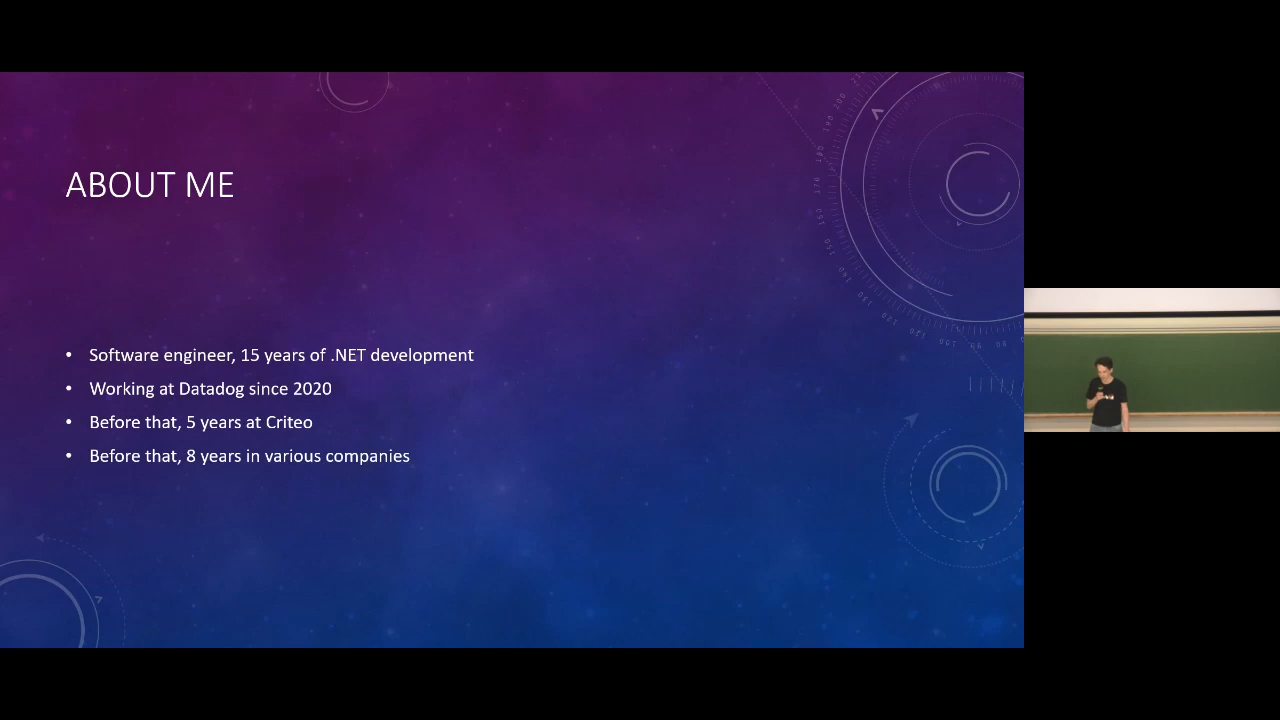 ABOUT ME
• Software engineer, 15 years of .NET development
• Working at Datadog since 2020
• Before that, 5 years at Criteo
• Before that, 8 years in various companies